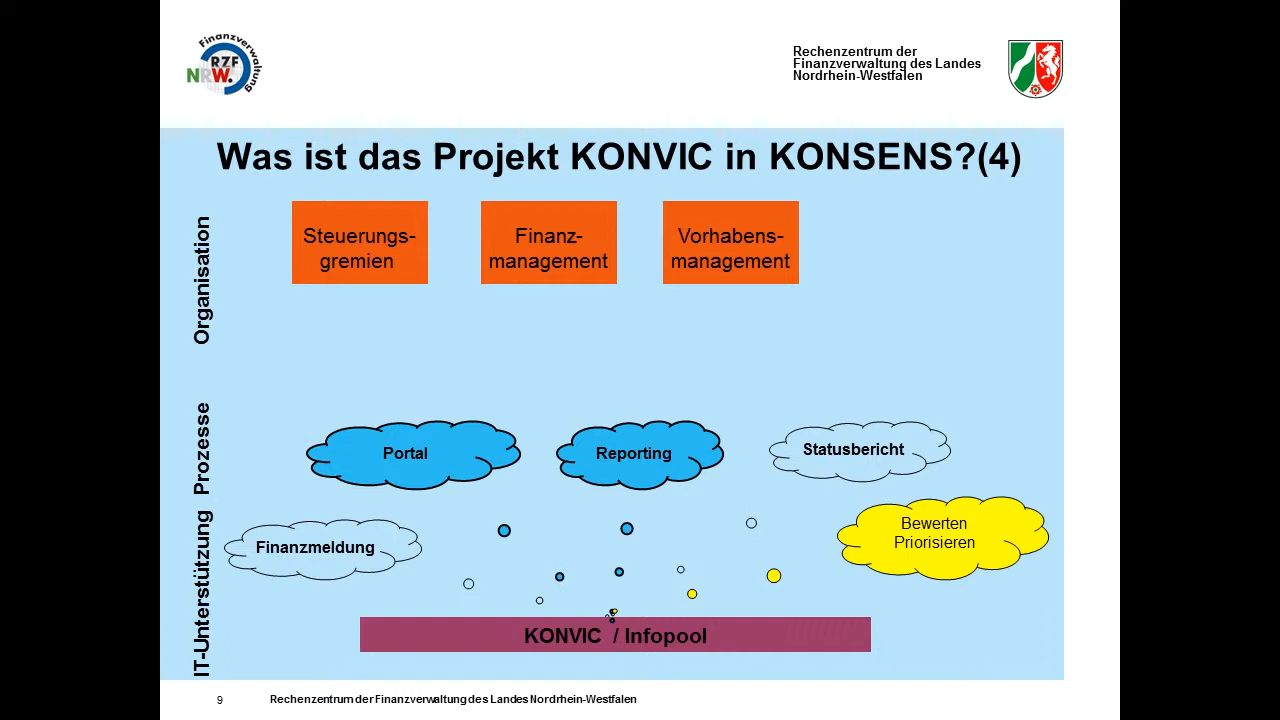 Finanzverwaltung
RZF
NRW.
Rechenzentrum der
Finanzverwaltung des Landes
Nordrhein-Westfalen
Was ist das Projekt KONVIC in KONSENS?(4)
Organisation
Steuerungs-
gremien
Finanz-
management
Vorhabens-
management
Prozesse
Portal
Reporting
Statusbericht
IT-Unterstützung
Finanzmeldung
Bewerten
Priorisieren
KONVIC / Infopool
9
Rechenzentrum der Finanzverwaltung des Landes Nordrhein-Westfalen